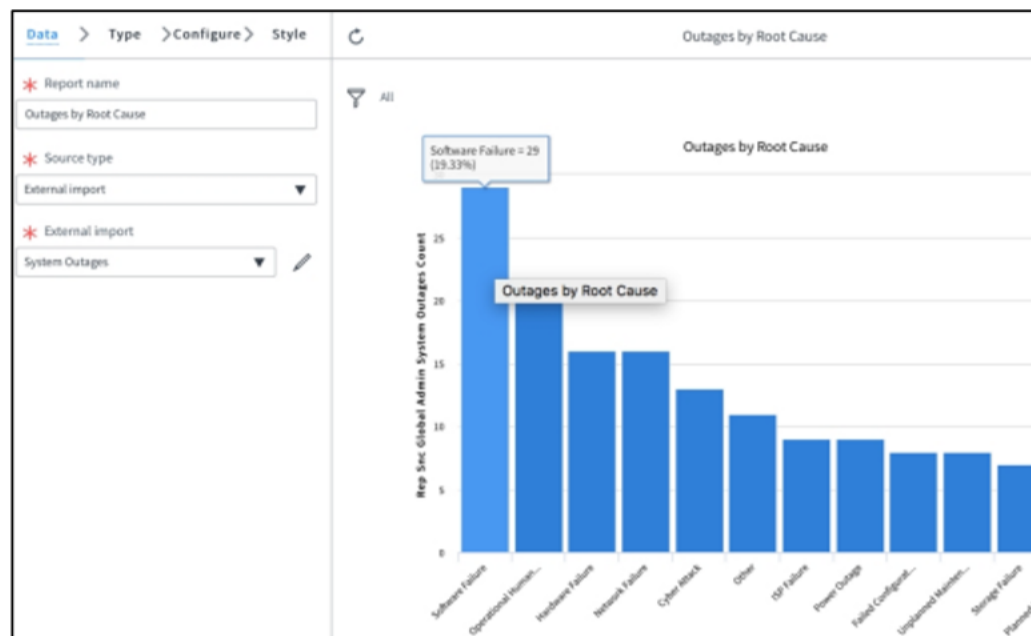 Data > Type > Configure > Style
Outages by Root Cause
Report name
Outages by Root Cause
Source type
External import
External import
System Outages
All
Outages by Root Cause
Software Failure = 29
(19.33%)
Outages by Root Cause
Rep Snc Global Admin System Outages Count
25
20
15
10
5
0
Software Failure
Operational Human...
Hardware Failure
Network Failure
Cyber Attack
Other
ISP Failure
Power Outage
Failed Configurat...
Unplanned Mainten...
Storage Failure